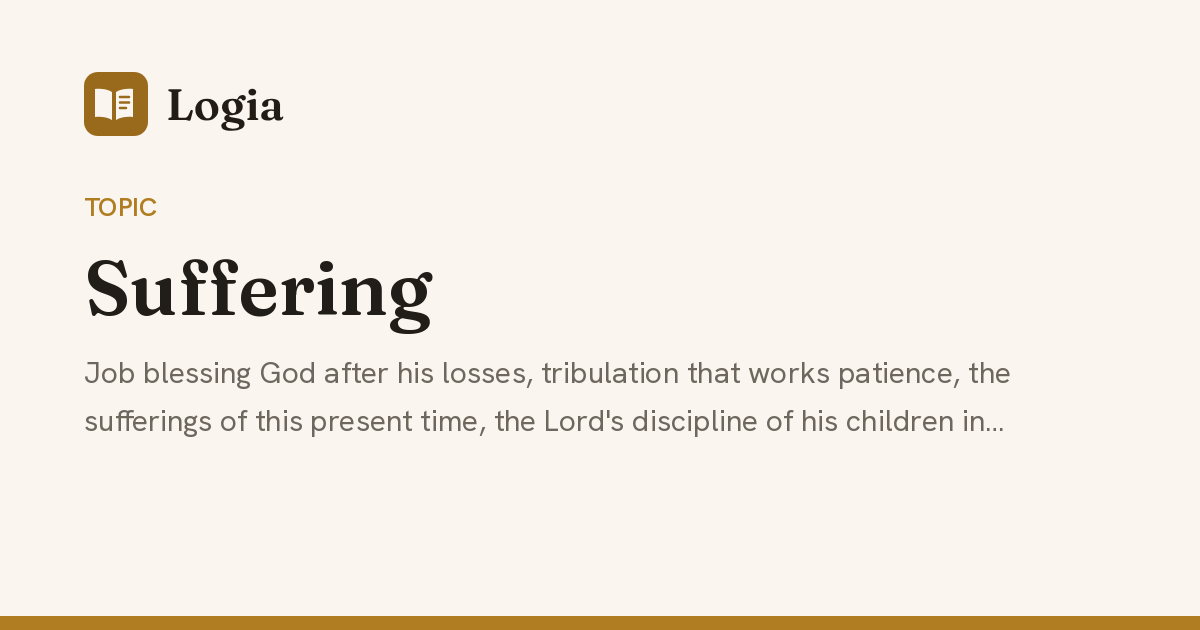 Logia
TOPIC
Suffering
Job blessing God after his losses, tribulation that works patience, the
sufferings of this present time, the Lord's discipline of his children in...